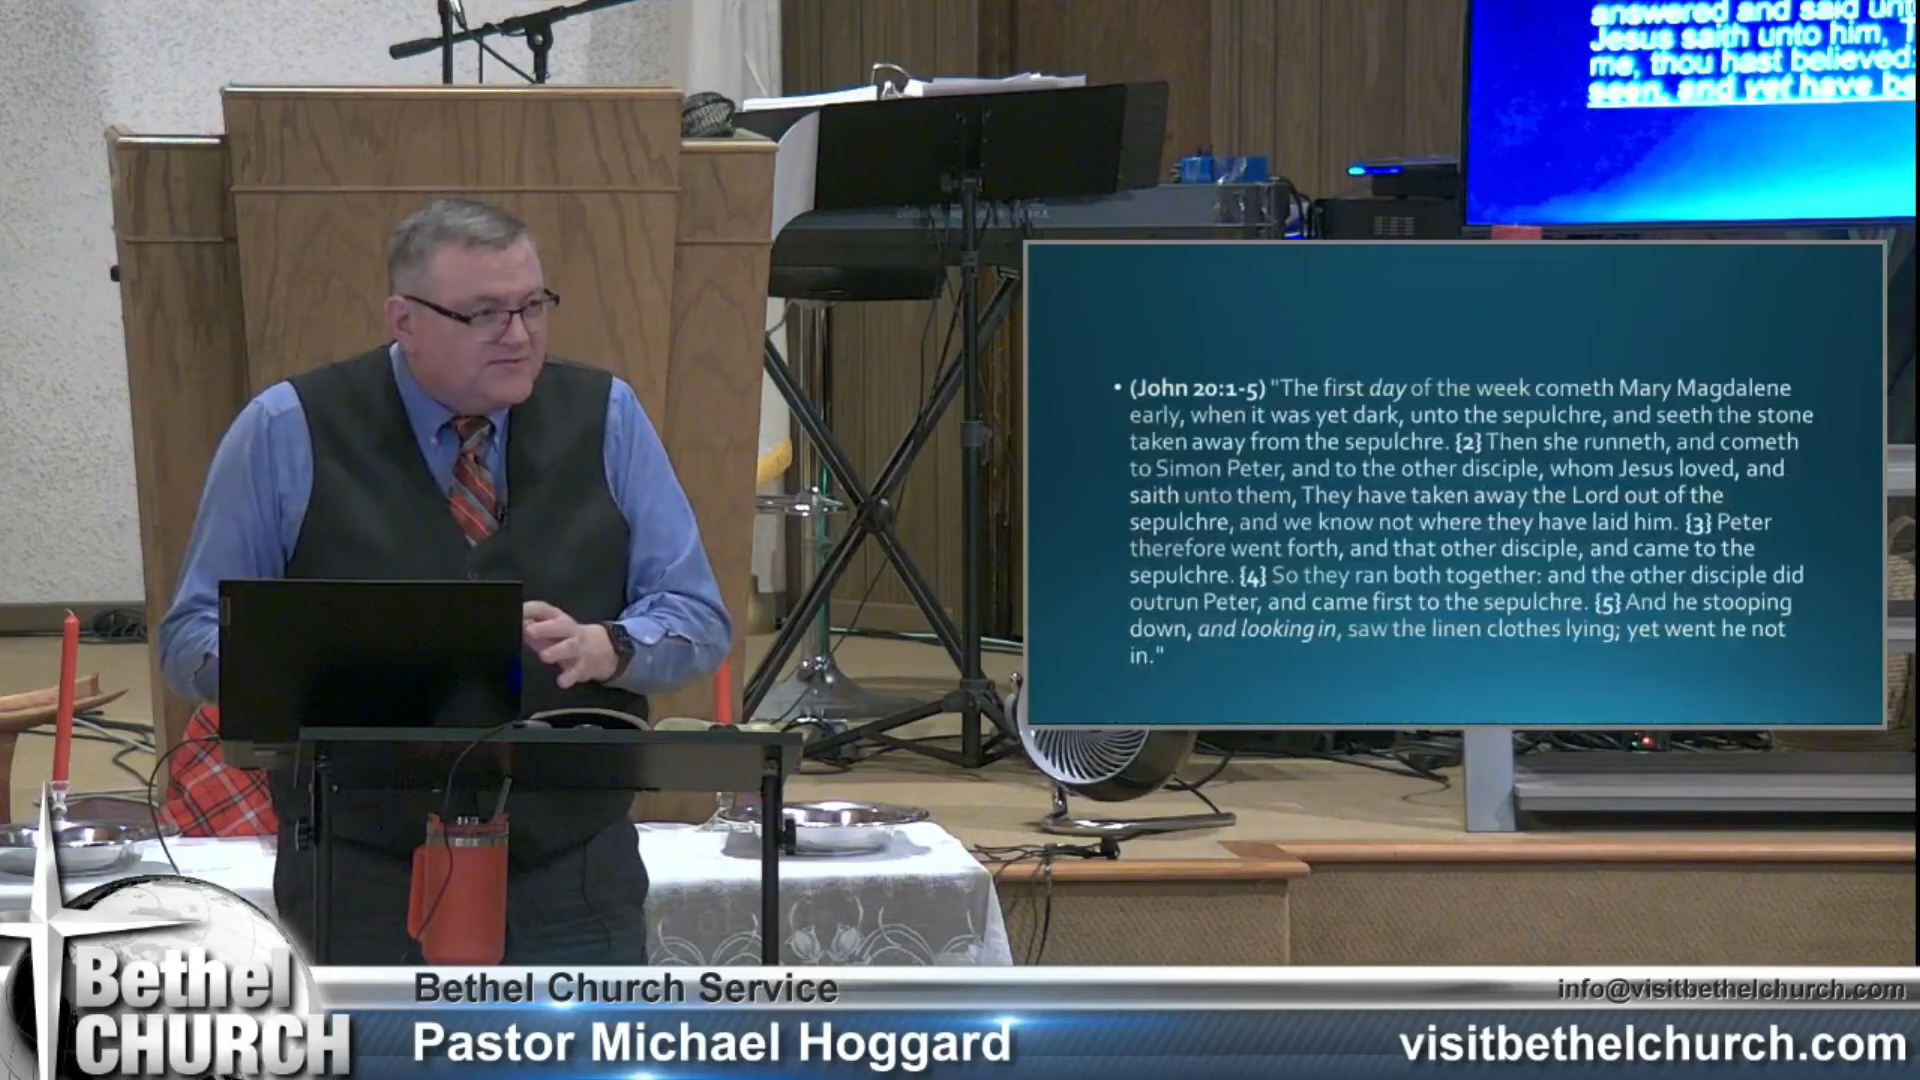 answered and said
Jesus saith unto him,
me, thou hast believed:
seen, and yet have
• (John 20:1-5) "The first day of the week cometh Mary Magdalene
early, when it was yet dark, unto the sepulchre, and seeth the stone
taken away from the sepulchre. {2} Then she runneth, and cometh
to Simon Peter, and to the other disciple, whom Jesus loved, and
saith unto them, They have taken away the Lord out of the
sepulchre, and we know not where they have laid him. {3} Peter
therefore went forth, and that other disciple, and came to the
sepulchre. {4} So they ran both together: and the other disciple did
outrun Peter, and came first to the sepulchre. {5} And he stooping
down, and looking in, saw the linen clothes lying; yet went he not
in."
Bethel
CHURCH
Bethel Church Service
Pastor Michael Hoggard
info@visitbethelchurch.com
visitbethelchurch.com